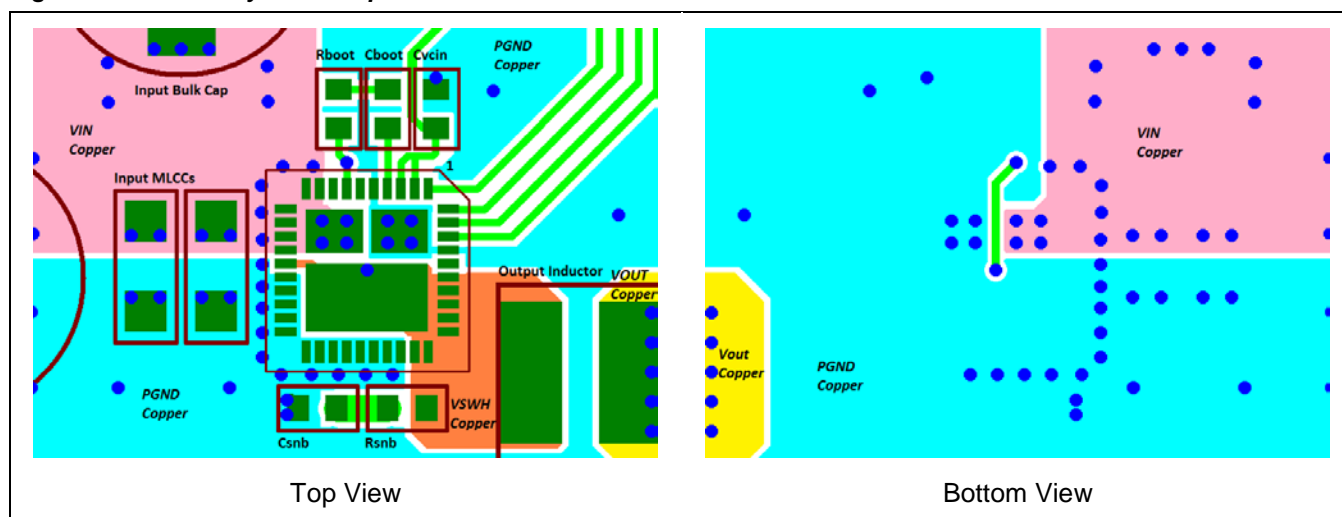 Rboot Cboot Cvcin
PGND
Copper
Input Bulk Cap
VIN
Copper
1
Input MLCCs
Output Inductor
VOUT
Copper
PGND
Copper
VSWH
Copper
Csnb
Rsnb
VIN
Copper
Vout
Copper
PGND
Copper
Top View
Bottom View